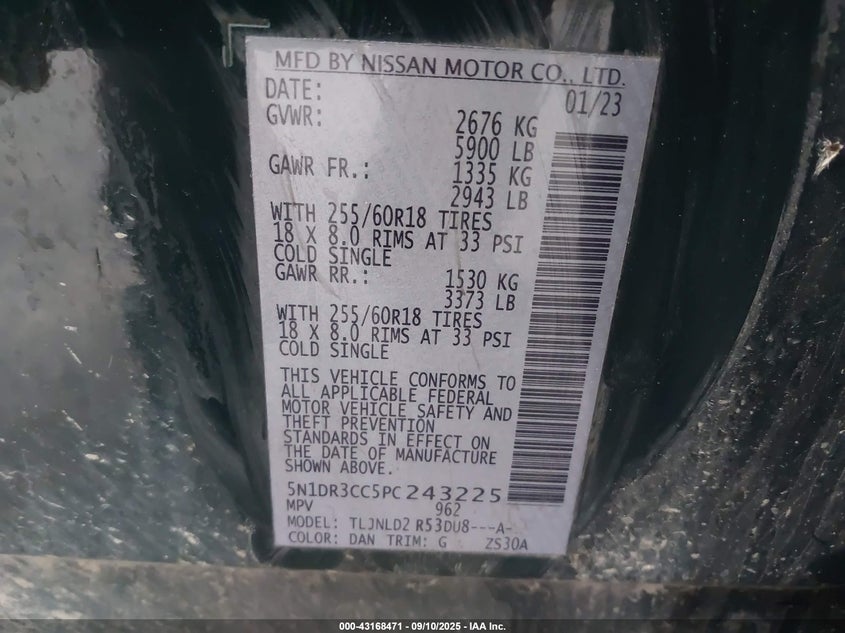 MFD BY NISSAN MOTOR CO., LTD.
DATE: 01/23
GVWR: 2676 KG
5900 LB
GAWR FR.: 1335 KG
2943 LB
WITH 255/60R18 TIRES
18 X 8.0 RIMS AT 33 PSI
COLD SINGLE
GAWR RR.: 1530 KG
3373 LB
WITH 255/60R18 TIRES
18 X 8.0 RIMS AT 33 PSI
COLD SINGLE
THIS VEHICLE CONFORMS TO
ALL APPLICABLE FEDERAL
MOTOR VEHICLE SAFETY AND
THEFT PREVENTION
STANDARDS IN EFFECT ON
THE DATE OF MANUFACTURE
SHOWN ABOVE.
5N1DR3CC5PC243225
MPV 962
MODEL: TLJNLD2 R53DU8---A-
COLOR: DAN TRIM: G ZS30A
000-43168471 - 09/10/2025 - IAA Inc.